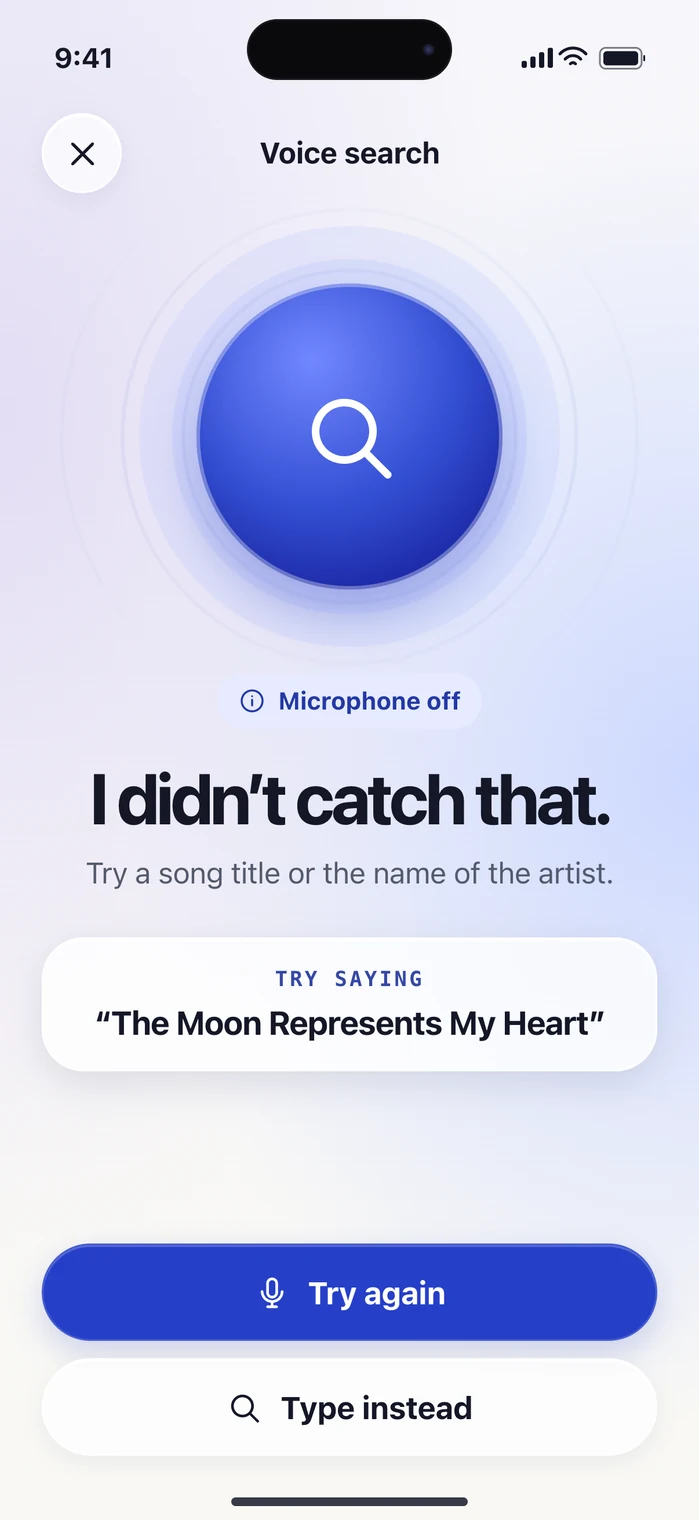 9:41
Voice search
Microphone off
I didn’t catch that.
Try a song title or the name of the artist.
TRY SAYING
“The Moon Represents My Heart”
Try again
Type instead